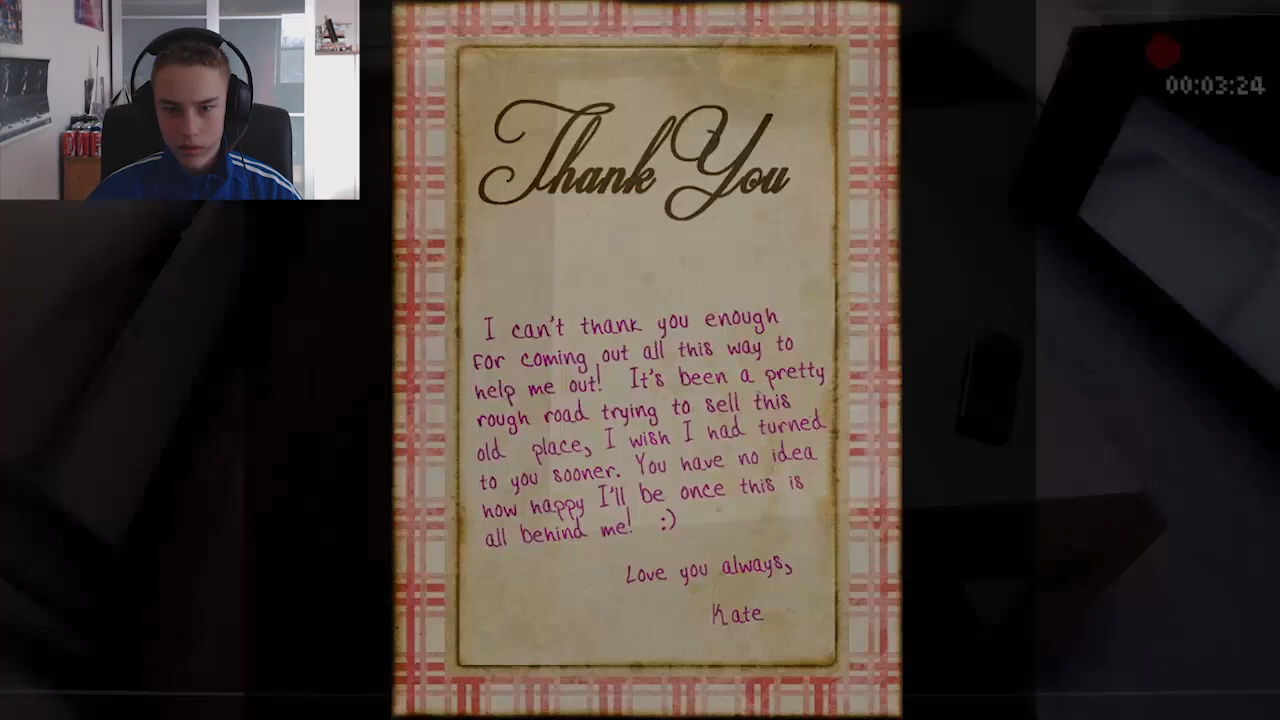 00:03:24
Thank You
I can't thank you enough
for coming out all this way to
help me out! It's been a pretty
rough road trying to sell this
old place, I wish I had turned
to you sooner. You have no idea
how happy I'll be once this is
all behind me! :)
Love you always,
Kate